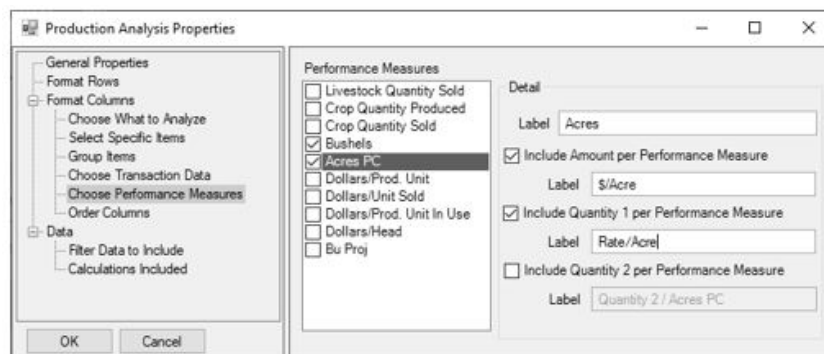 Production Analysis Properties
General Properties
Format Rows
Format Columns
Choose What to Analyze
Select Specific Items
Group Items
Choose Transaction Data
Choose Performance Measures
Order Columns
Data
Filter Data to Include
Calculations Included
OK Cancel
Performance Measures
Livestock Quantity Sold
Crop Quantity Produced
Crop Quantity Sold
Bushels
Acres PC
Dollars/Prod. Unit
Dollars/Unit Sold
Dollars/Prod. Unit In Use
Dollars/Head
Bu Proj
Detail
Label Acres
Include Amount per Performance Measure
Label $/Acre
Include Quantity 1 per Performance Measure
Label Rate/Acre
Include Quantity 2 per Performance Measure
Label Quantity 2 / Acres PC